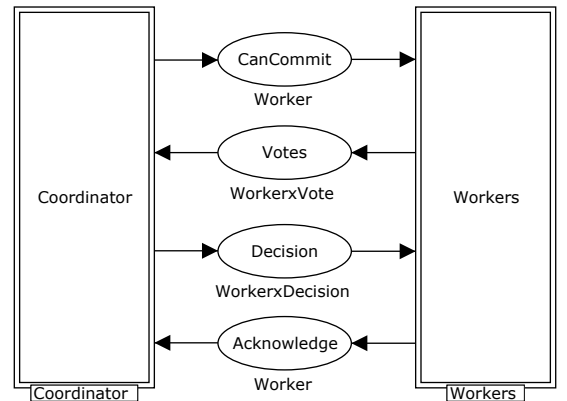 CanCommit
Worker
Votes
WorkerxVote
Coordinator
Workers
Decision
WorkerxDecision
Acknowledge
Worker
Coordinator
Workers